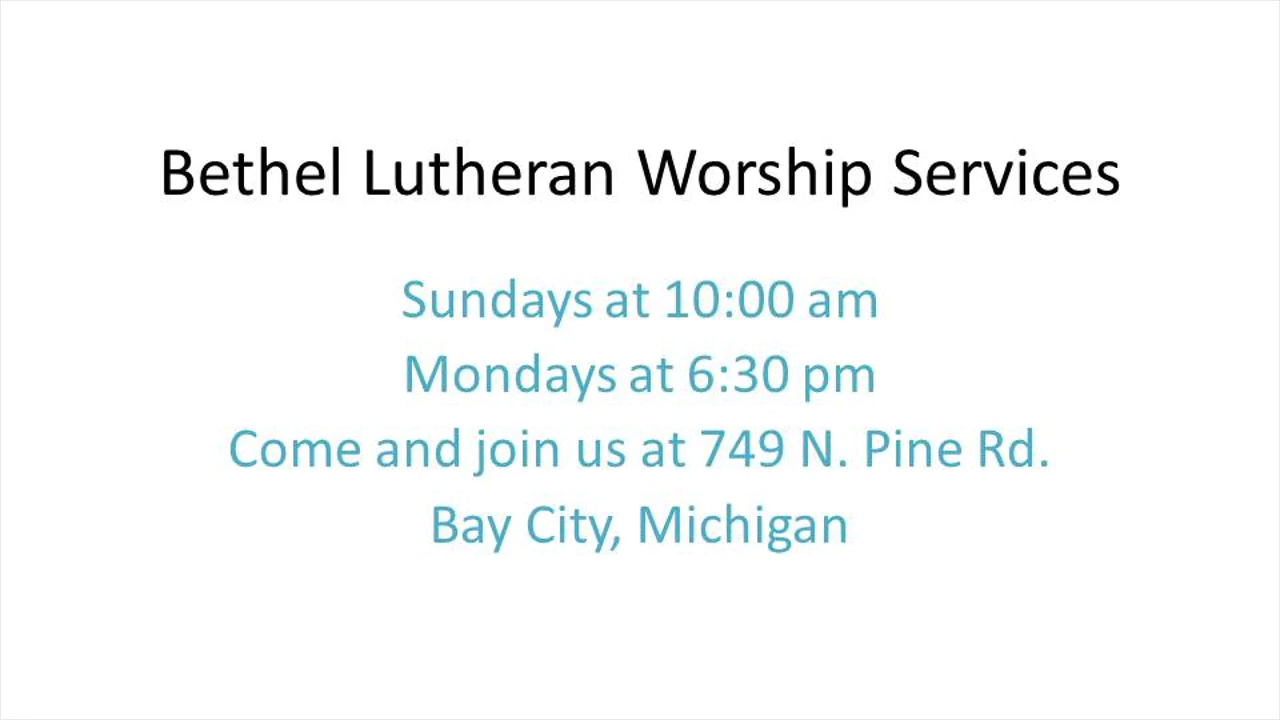 Bethel Lutheran Worship Services
Sundays at 10:00 am
Mondays at 6:30 pm
Come and join us at 749 N. Pine Rd.
Bay City, Michigan